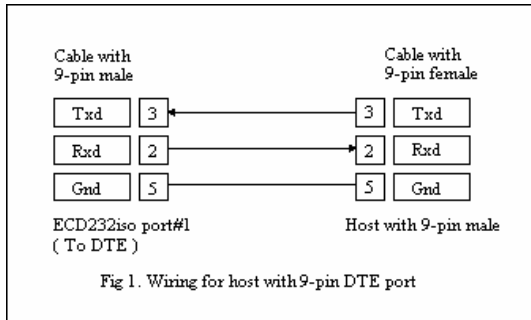 Cable with
9-pin male
Cable with
9-pin female
Txd 3 3 Txd
Rxd 2 2 Rxd
Gnd 5 5 Gnd
ECD232iso port#1
( To DTE )
Host with 9-pin male
Fig 1. Wiring for host with 9-pin DTE port